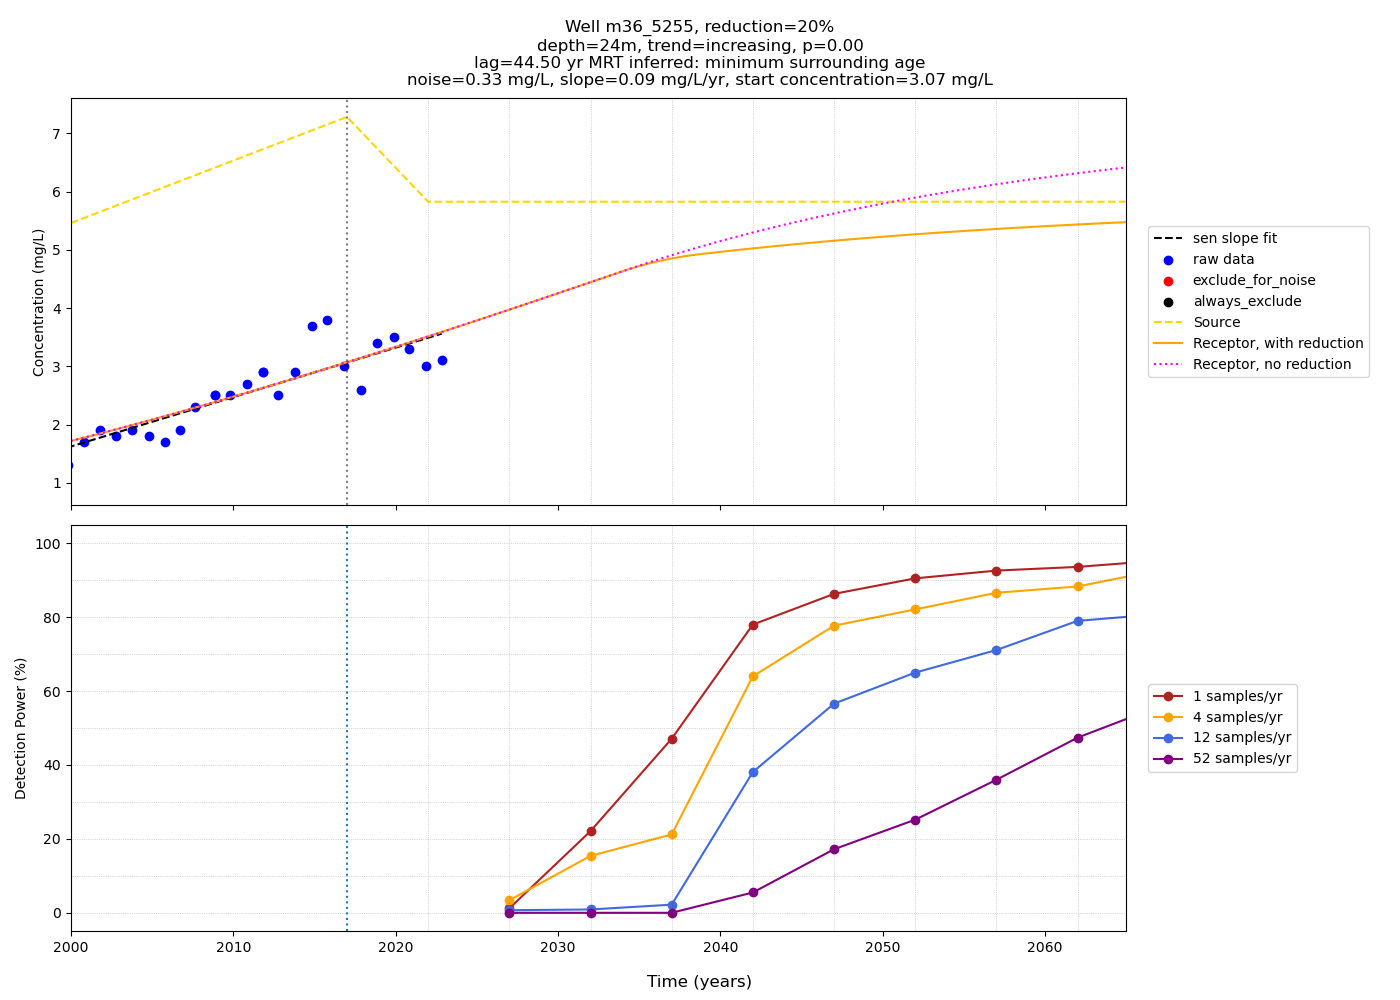 Well m36_5255, reduction=20%
depth=24m, trend=increasing, p=0.00
lag=44.50 yr MRT inferred: minimum surrounding age
noise=0.33 mg/L, slope=0.09 mg/L/yr, start concentration=3.07 mg/L
Concentration (mg/L)
7
6
5
4
3
2
1
sen slope fit
raw data
exclude_for_noise
always_exclude
Source
Receptor, with reduction
Receptor, no reduction
Detection Power (%)
100
80
60
40
20
0
1 samples/yr
4 samples/yr
12 samples/yr
52 samples/yr
2000 2010 2020 2030 2040 2050 2060
Time (years)